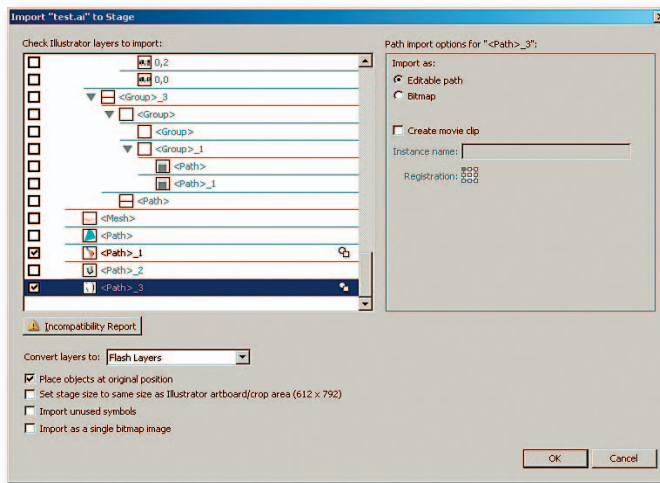 Import "test.ai" to Stage
Check Illustrator layers to import:
0,2
0,0
<Group>_3
<Group>
<Group>
<Group>_1
<Path>
<Path>_1
<Path>
<Mesh>
<Path>
<Path>_1
<Path>_2
<Path>_3
Incompatibility Report
Convert layers to: Flash Layers
Place objects at original position
Set stage size to same size as Illustrator artboard/crop area (612 x 792)
Import unused symbols
Import as a single bitmap image
Path import options for "<Path>_3":
Import as:
Editable path
Bitmap
Create movie clip
Instance name:
Registration:
OK Cancel